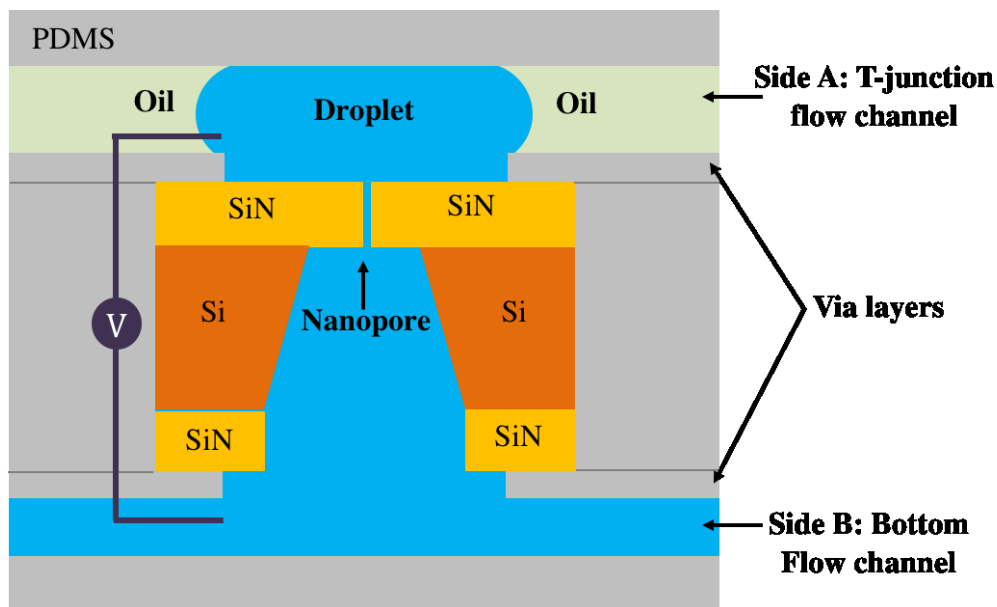 PDMS
Oil
Droplet
Oil
Side A: T-junction
flow channel
SiN
SiN
Si
Si
Nanopore
V
Via layers
SiN
SiN
Side B: Bottom
Flow channel